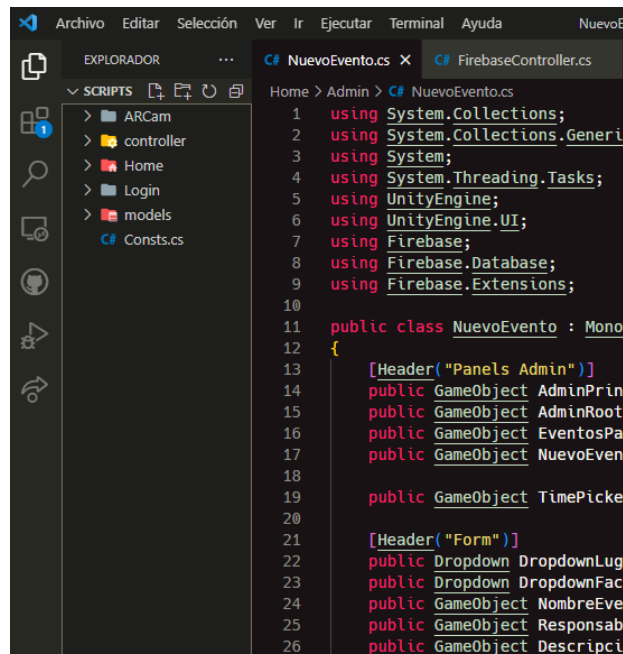 Archivo Editar Selección Ver Ir Ejecutar Terminal Ayuda NuevoE
EXPLORADOR ...
SCRIPTS
ARCam
controller
Home
Login
models
C# Consts.cs
1
C# NuevoEvento.cs X C# FirebaseController.cs
Home > Admin > C# NuevoEvento.cs
1 using System.Collections;
2 using System.Collections.Generi
3 using System;
4 using System.Threading.Tasks;
5 using UnityEngine;
6 using UnityEngine.UI;
7 using Firebase;
8 using Firebase.Database;
9 using Firebase.Extensions;
10
11 public class NuevoEvento : Mono
12 {
13 [Header("Panels Admin")]
14 public GameObject AdminPrin
15 public GameObject AdminRoot
16 public GameObject EventosPa
17 public GameObject NuevoEven
18
19 public GameObject TimePicke
20
21 [Header("Form")]
22 public Dropdown DropdownLug
23 public Dropdown DropdownFac
24 public GameObject NombreEve
25 public GameObject Responsab
26 public GameObject Descripci